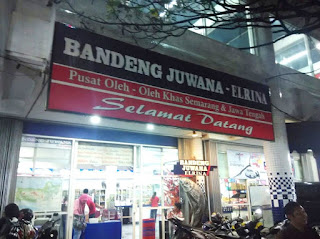 BANDENG JUWANA - ELRINA
Pusat Oleh - Oleh Khas Semarang & Jawa Tengah
Selamat Datang
BANDENG
JUWANA
ELRINA